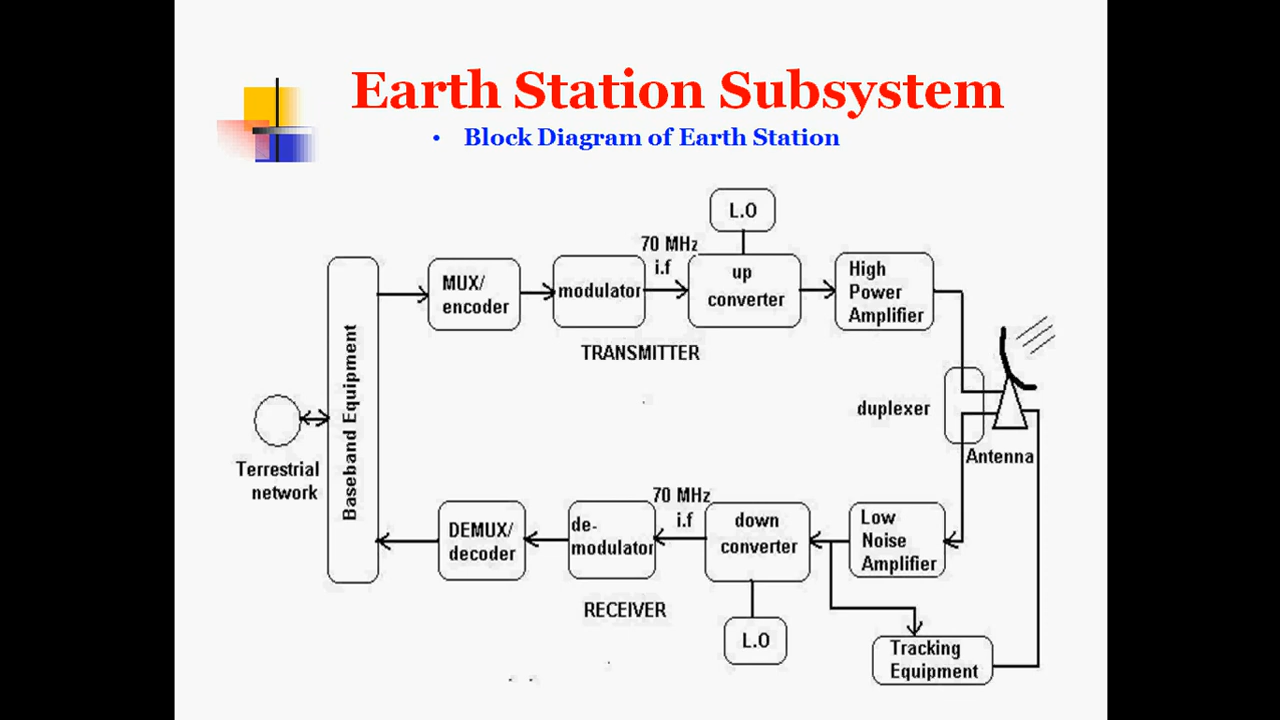 Earth Station Subsystem
• Block Diagram of Earth Station
L.O
70 MHz
i.f
MUX/
encoder
modulator
up
converter
High
Power
Amplifier
TRANSMITTER
Baseband Equipment
duplexer
Antenna
Terrestrial
network
70 MHz
i.f
DEMUX/
decoder
de-
modulator
down
converter
Low
Noise
Amplifier
RECEIVER
L.O
Tracking
Equipment